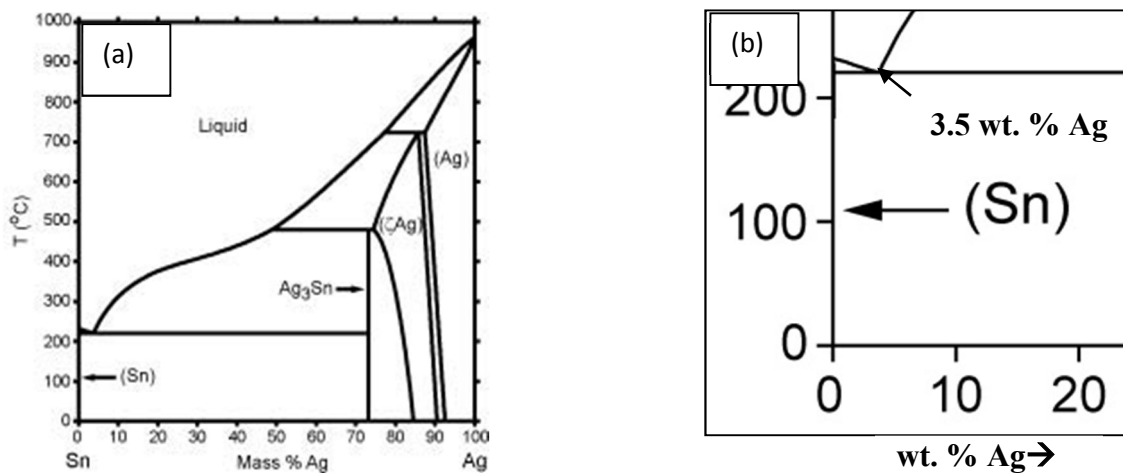 (a)
1000
900
800
700
600
500
400
300
200
100
0
T (°C)
Liquid
(Ag)
(ζAg)
Ag₃Sn
(Sn)
0 10 20 30 40 50 60 70 80 90 100
Sn Mass % Ag Ag
(b)
200
3.5 wt. % Ag
100
(Sn)
0
0 10 20
wt. % Ag→